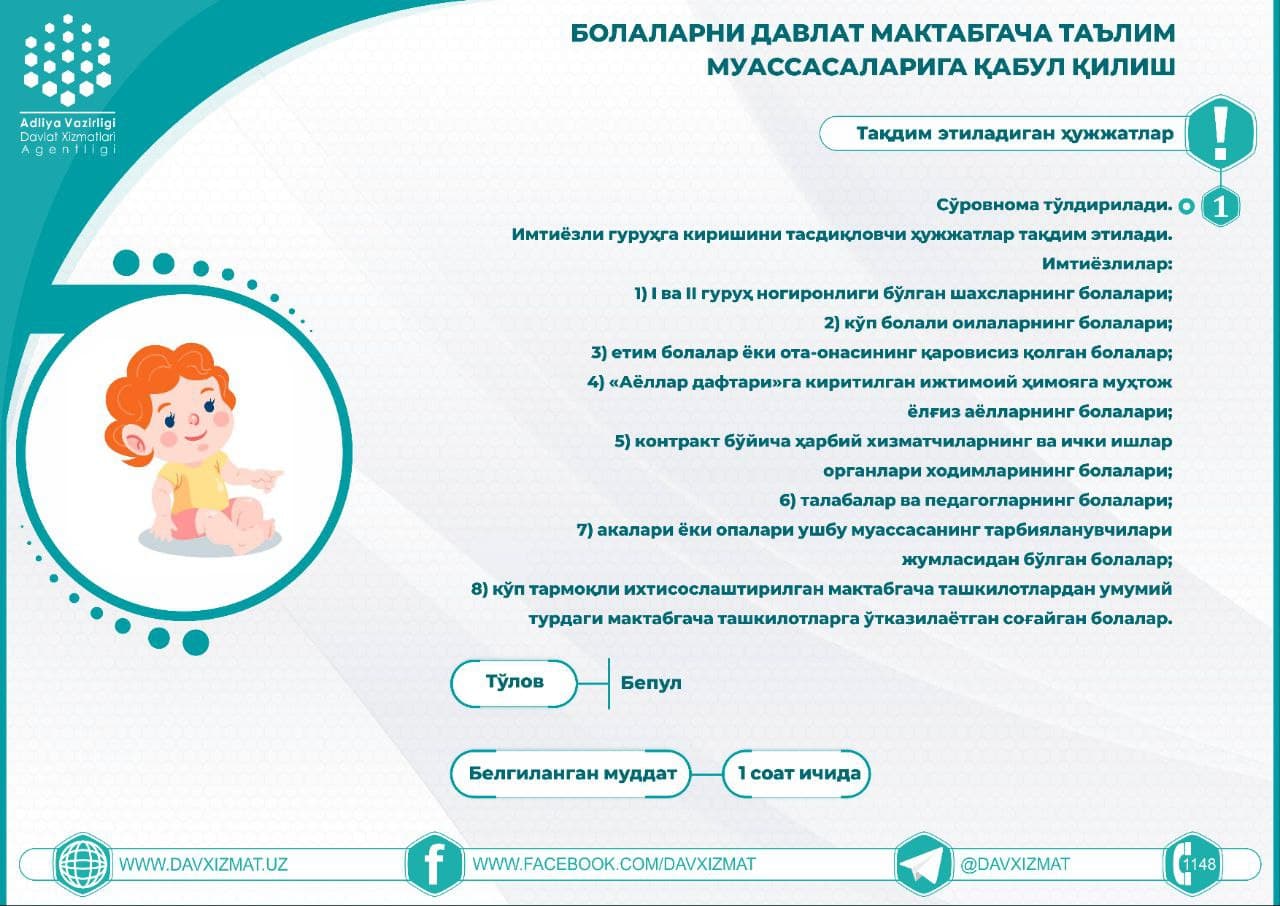 БОЛАЛАРНИ ДАВЛАТ МАКТАБГАЧА ТАЪЛИМ
МУАССАСАЛАРИГА ҚАБУЛ ҚИЛИШ
Adliya Vazirligi
Davlat Xizmatlari
Agentligi
Тақдим этиладиган ҳужжатлар
!
1
Сўровнома тўлдирилади.
Имтиёзли гуруҳга киришини тасдиқловчи ҳужжатлар тақдим этилади.
Имтиёзлилар:
1) I ва II гуруҳ ногиронлиги бўлган шахсларнинг болалари;
2) кўп болали оилаларнинг болалари;
3) етим болалар ёки ота-онасининг қаровисиз қолган болалар;
4) «Аёллар дафтари»га киритилган ижтимоий ҳимояга муҳтож
ёлғиз аёлларнинг болалари;
5) контракт бўйича ҳарбий хизматчиларнинг ва ички ишлар
органлари ходимларининг болалари;
6) талабалар ва педагогларнинг болалари;
7) акалари ёки опалари ушбу муассасанинг тарбияланувчилари
жумласидан бўлган болалар;
8) кўп тармоқли ихтисослаштирилган мактабгача ташкилотлардан умумий
турдаги мактабгача ташкилотларга ўтказилаётган соғайган болалар.
Тўлов
Бепул
Белгиланган муддат
1 соат ичида
WWW.DAVXIZMAT.UZ
f
WWW.FACEBOOK.COM/DAVXIZMAT
@DAVXIZMAT
1148